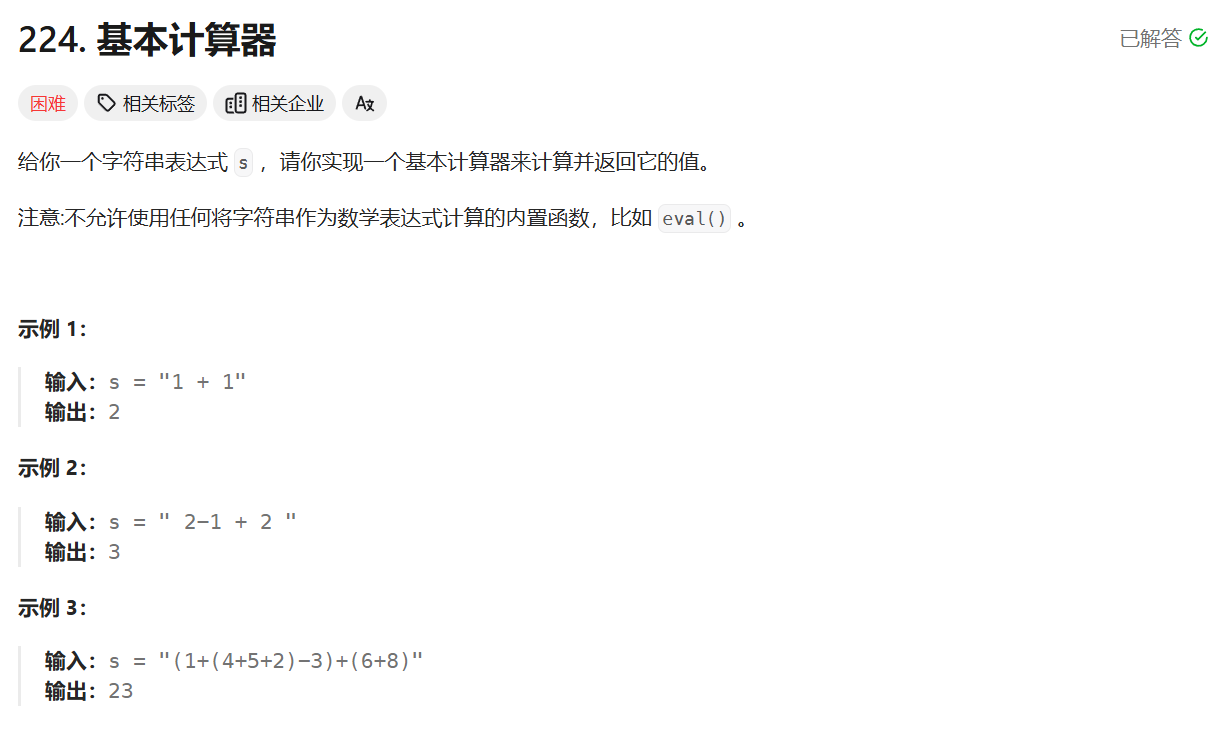 224. 基本计算器
已解答
困难
相关标签
相关企业
给你一个字符串表达式 s ，请你实现一个基本计算器来计算并返回它的值。
注意:不允许使用任何将字符串作为数学表达式计算的内置函数，比如 eval() 。
示例 1：
输入：s = "1 + 1"
输出：2
示例 2：
输入：s = " 2-1 + 2 "
输出：3
示例 3：
输入：s = "(1+(4+5+2)-3)+(6+8)"
输出：23